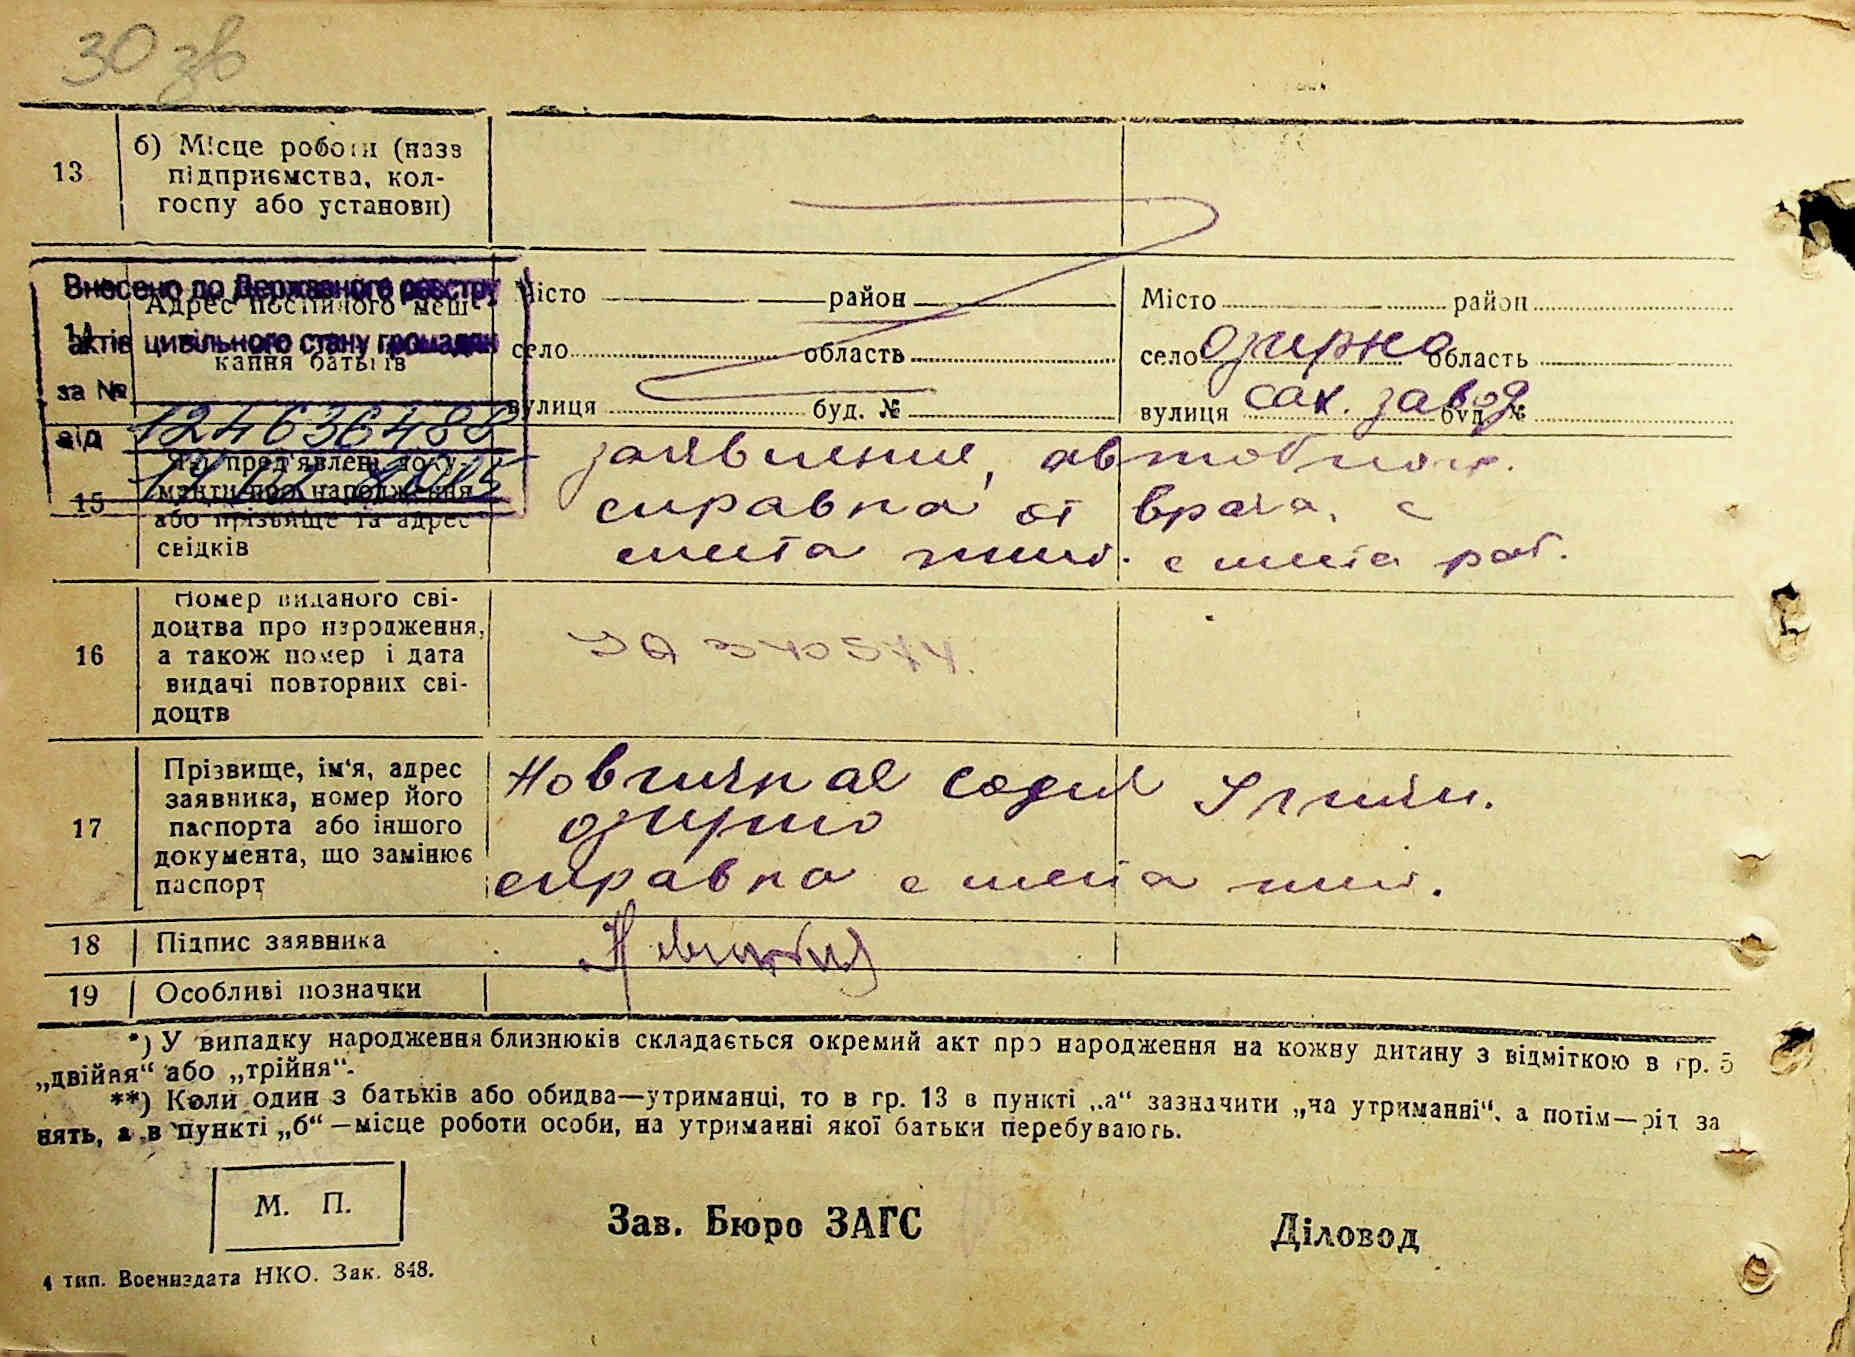 30 зв
13
б) Місце роботи (назв
підприємства, кол-
госпу або установи)
Внесено до Державного реєстру
актів цивільного стану громадян
за №
124636488
від
14
Адрес постійного меш-
кання батьків
Місто район
село область
вулиця буд. №
Місто район
село Озирно область
вулиця сах. завод буд. №
15
Які пред'явлені доку-
менти про народження
або прізвище та адрес
свідків
заявление,
справка от врача, с
места жит. с места раб.
16
Номер виданого сві-
доцтва про народження,
а також номер і дата
видачі повторних сві-
доцтв
17
Прізвище, ім'я, адрес
заявника, номер його
паспорта або іншого
документа, що замінює
паспорт
Озирно
справка с места жит.
18
Підпис заявника
19
Особливі позначки
*) У випадку народження близнюків складається окремий акт про народження на кожну дитину з відміткою в гр. 5
„двійня“ або „трійня“.
**) Коли один з батьків або обидва—утриманці, то в гр. 13 в пункті „а“ зазначити „на утриманні“, а потім—рід за
нять, а в пункті „б“—місце роботи особи, на утриманні якої батьки перебувають.
М. П.
Зав. Бюро ЗАГС
Діловод
4 тип. Воениздата НКО. Зак. 848.